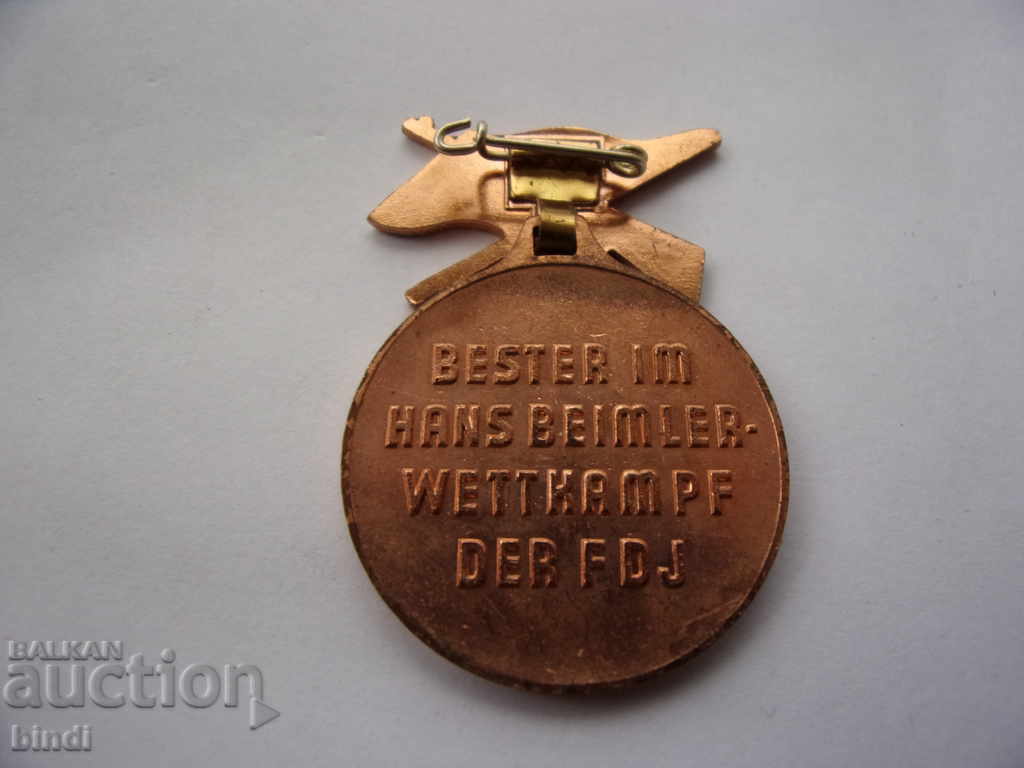 BESTER IM
HANS BEIMLER-
WETTKAMPF
DER FDJ
BALKAN
auction
bindi